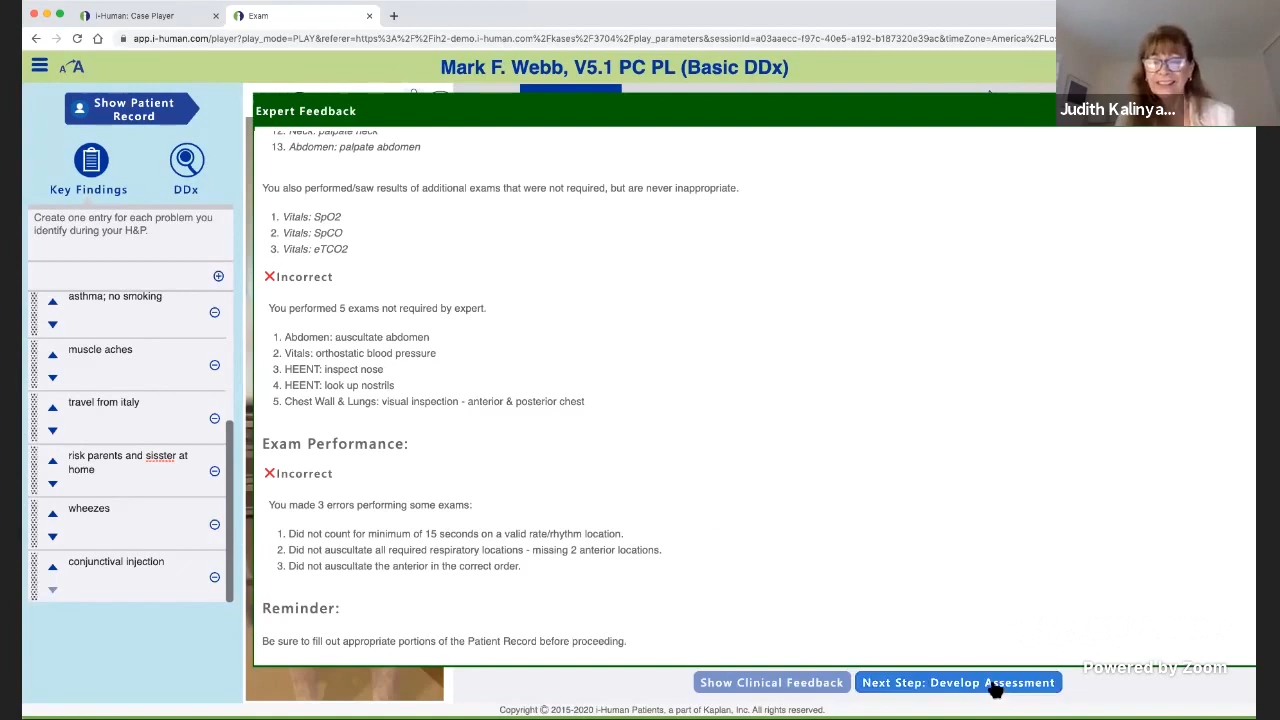 i-Human: Case Player
Exam
app.i-human.com/player?play_mode=PLAY&referer=https%3A%2F%2Fih2-demo.i-human.com%2Fkases%2F3704%2Fplay_parameters&sessionId=a03aaecc-f97c-40e5-a192-b187320e39ac&timeZone=America%2FLo
Mark F. Webb, V5.1 PC PL (Basic DDx)
Judith Kalinya...
Show Patient
Record
Key Findings
DDx
Create one entry for each problem you
identify during your H&P.
asthma; no smoking
muscle aches
travel from italy
risk parents and sisster at
home
wheezes
conjunctival injection
Expert Feedback
12. Neck: palpate neck
13. Abdomen: palpate abdomen
You also performed/saw results of additional exams that were not required, but are never inappropriate.
1. Vitals: SpO2
2. Vitals: SpCO
3. Vitals: eTCO2
Incorrect
You performed 5 exams not required by expert.
1. Abdomen: auscultate abdomen
2. Vitals: orthostatic blood pressure
3. HEENT: inspect nose
4. HEENT: look up nostrils
5. Chest Wall & Lungs: visual inspection - anterior & posterior chest
Exam Performance:
Incorrect
You made 3 errors performing some exams:
1. Did not count for minimum of 15 seconds on a valid rate/rhythm location.
2. Did not auscultate all required respiratory locations - missing 2 anterior locations.
3. Did not auscultate the anterior in the correct order.
Reminder:
Be sure to fill out appropriate portions of the Patient Record before proceeding.
Powered by Zoom
Show Clinical Feedback
Next Step: Develop Assessment
Copyright © 2015-2020 i-Human Patients, a part of Kaplan, Inc. All rights reserved.